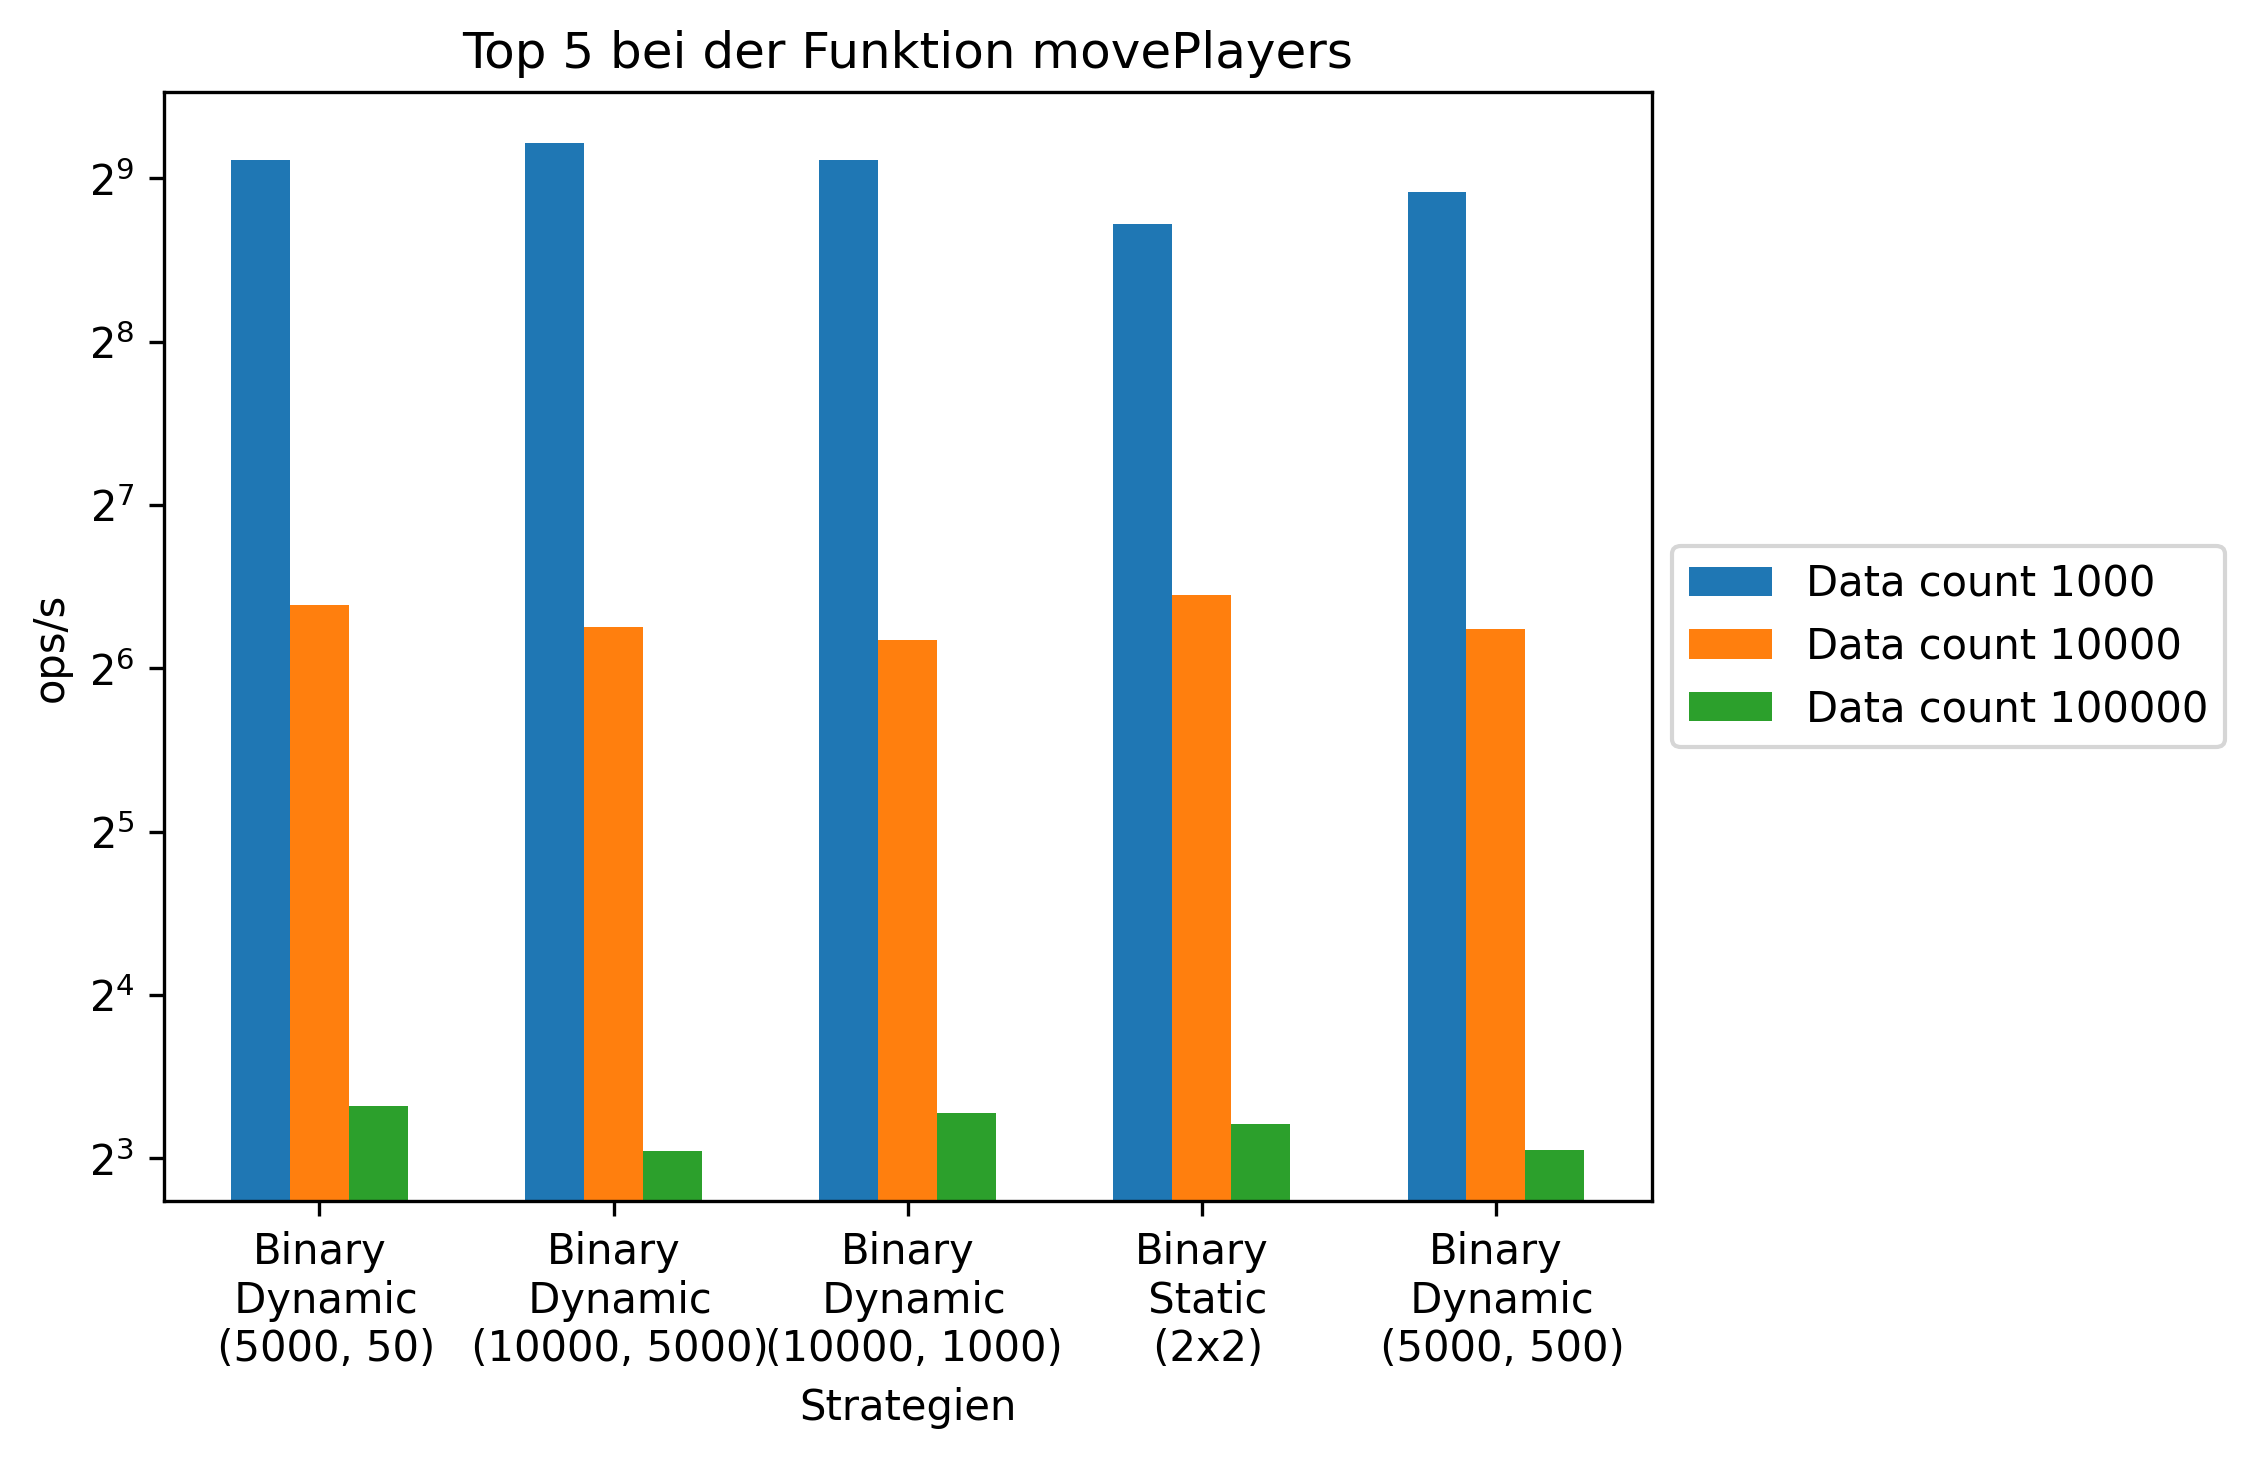 Top 5 bei der Funktion movePlayers
ops/s
2⁹
2⁸
2⁷
2⁶
2⁵
2⁴
2³
Data count 1000
Data count 10000
Data count 100000
Binary
Dynamic
(5000, 50)
Binary
Dynamic
(10000, 5000)
Binary
Dynamic
(10000, 1000)
Binary
Static
(2x2)
Binary
Dynamic
(5000, 500)
Strategien